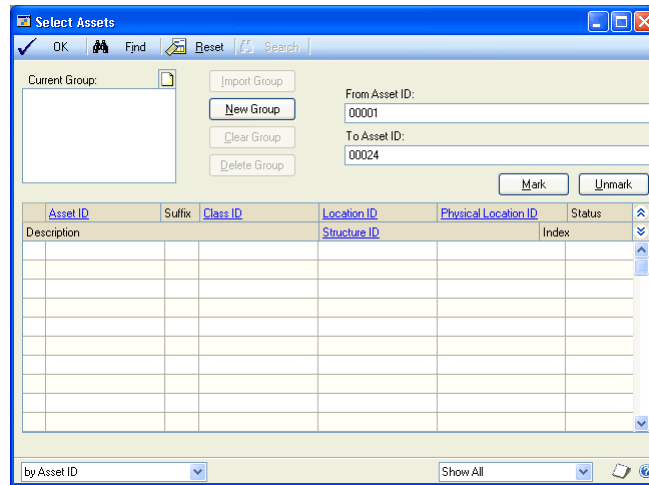 Select Assets
OK Find Reset Search
Current Group:
Import Group
New Group
Clear Group
Delete Group
From Asset ID:
00001
To Asset ID:
00024
Mark Unmark
Asset ID Suffix Class ID Location ID Physical Location ID Status
Description Structure ID Index
by Asset ID Show All